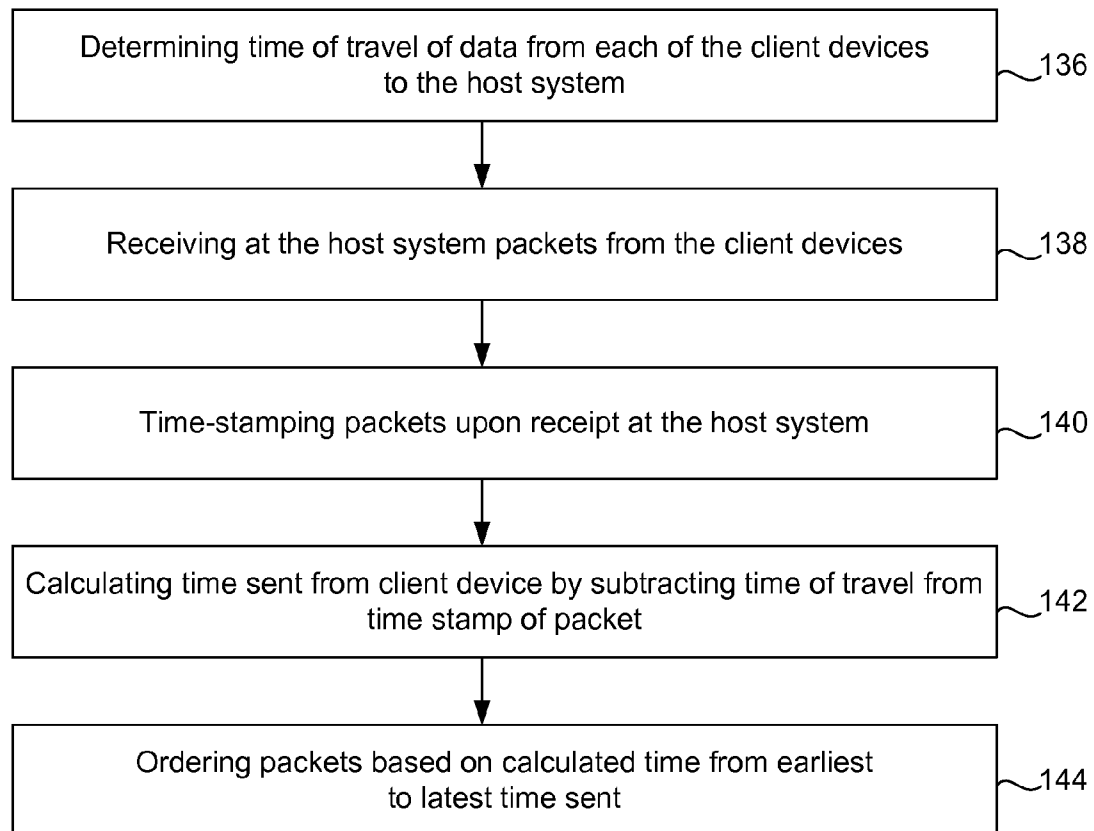 Determining time of travel of data from each of the client devices
to the host system
136
Receiving at the host system packets from the client devices
138
Time-stamping packets upon receipt at the host system
140
Calculating time sent from client device by subtracting time of travel from
time stamp of packet
142
Ordering packets based on calculated time from earliest
to latest time sent
144